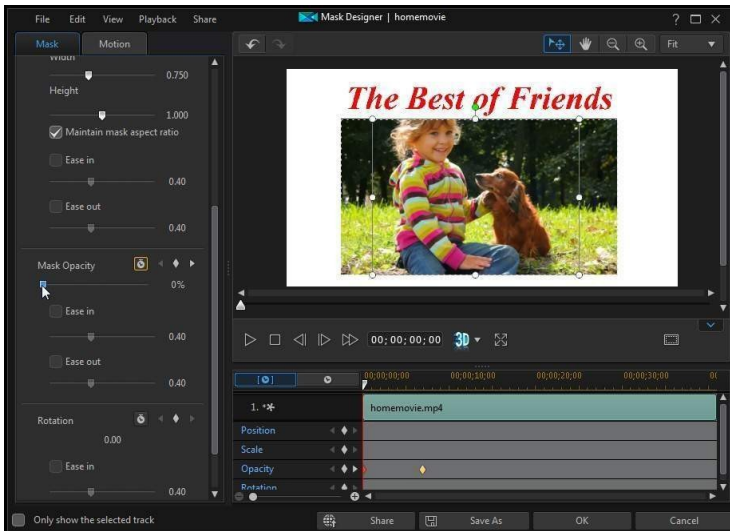 File Edit View Playback Share
Mask Designer | homemovie
Mask Motion
Fit
Width
0.750
Height
1.000
Maintain mask aspect ratio
Ease in
0.40
Ease out
0.40
Mask Opacity
0%
Ease in
0.40
Ease out
0.40
Rotation
0.00
Ease in
0.40
The Best of Friends
00;00;00;00
3D
00;00;00;00 00;00;10;00 00;00;20;00 00;00;30;00 00
1.
homemovie.mp4
Position
Scale
Opacity
Rotation
Only show the selected track
Share Save As OK Cancel